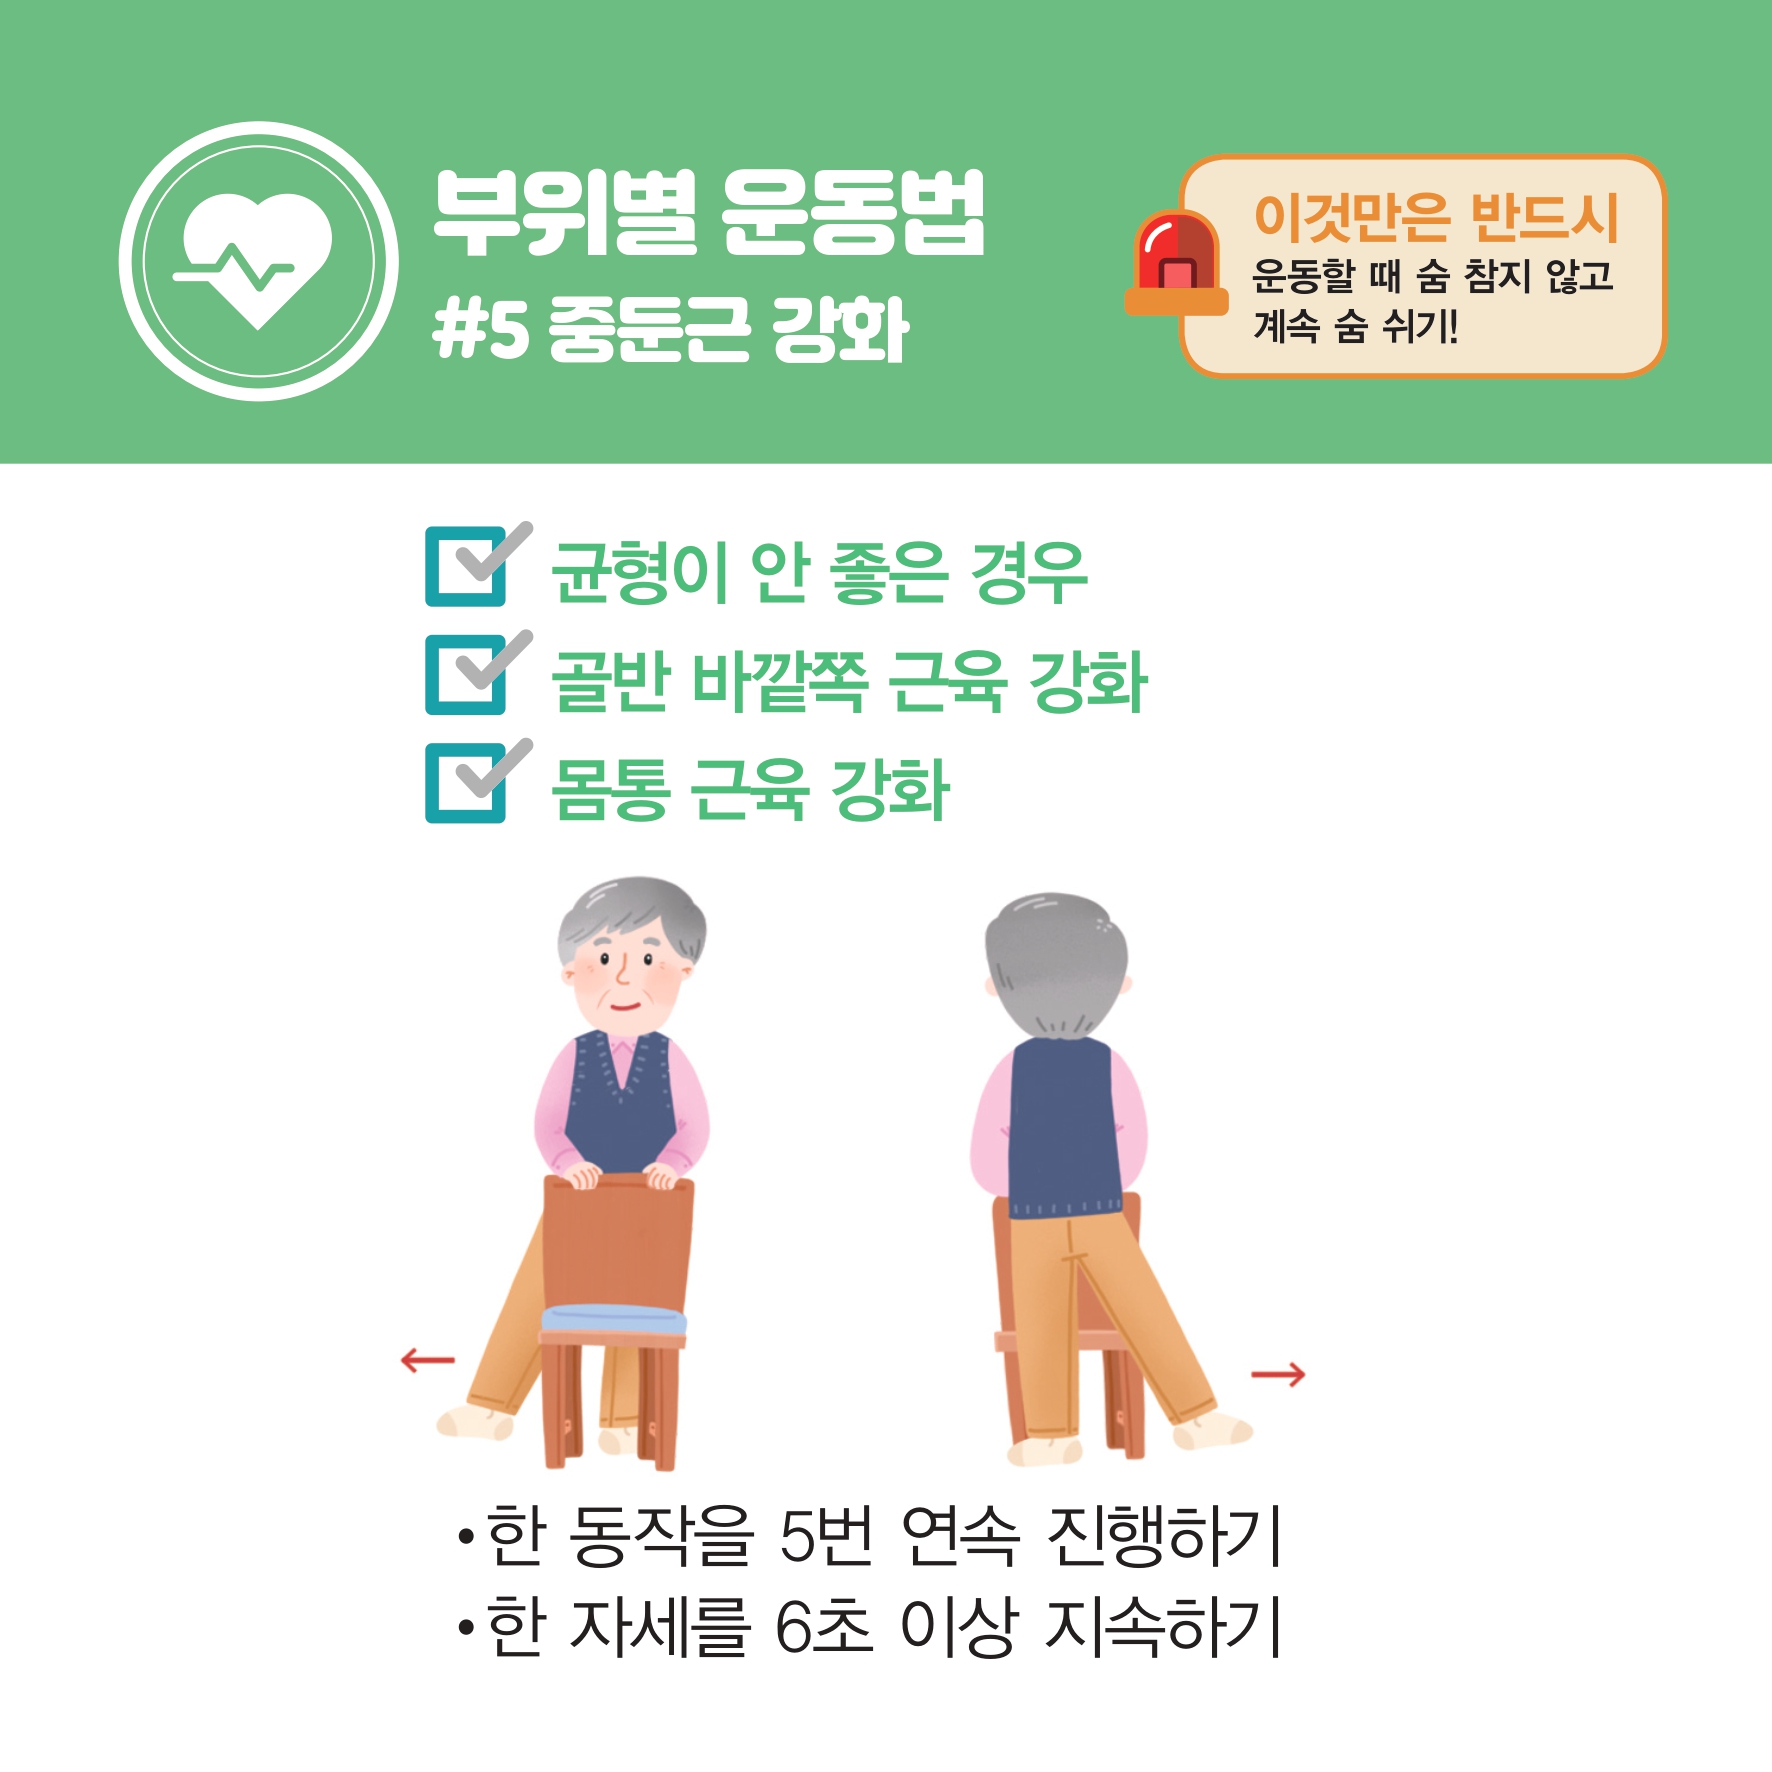 부위별 운동법
#5 중둔근 강화
이것만은 반드시
운동할 때 숨 참지 않고
계속 숨 쉬기!
균형이 안 좋은 경우
골반 바깥쪽 근육 강화
몸통 근육 강화
• 한 동작을 5번 연속 진행하기
• 한 자세를 6초 이상 지속하기